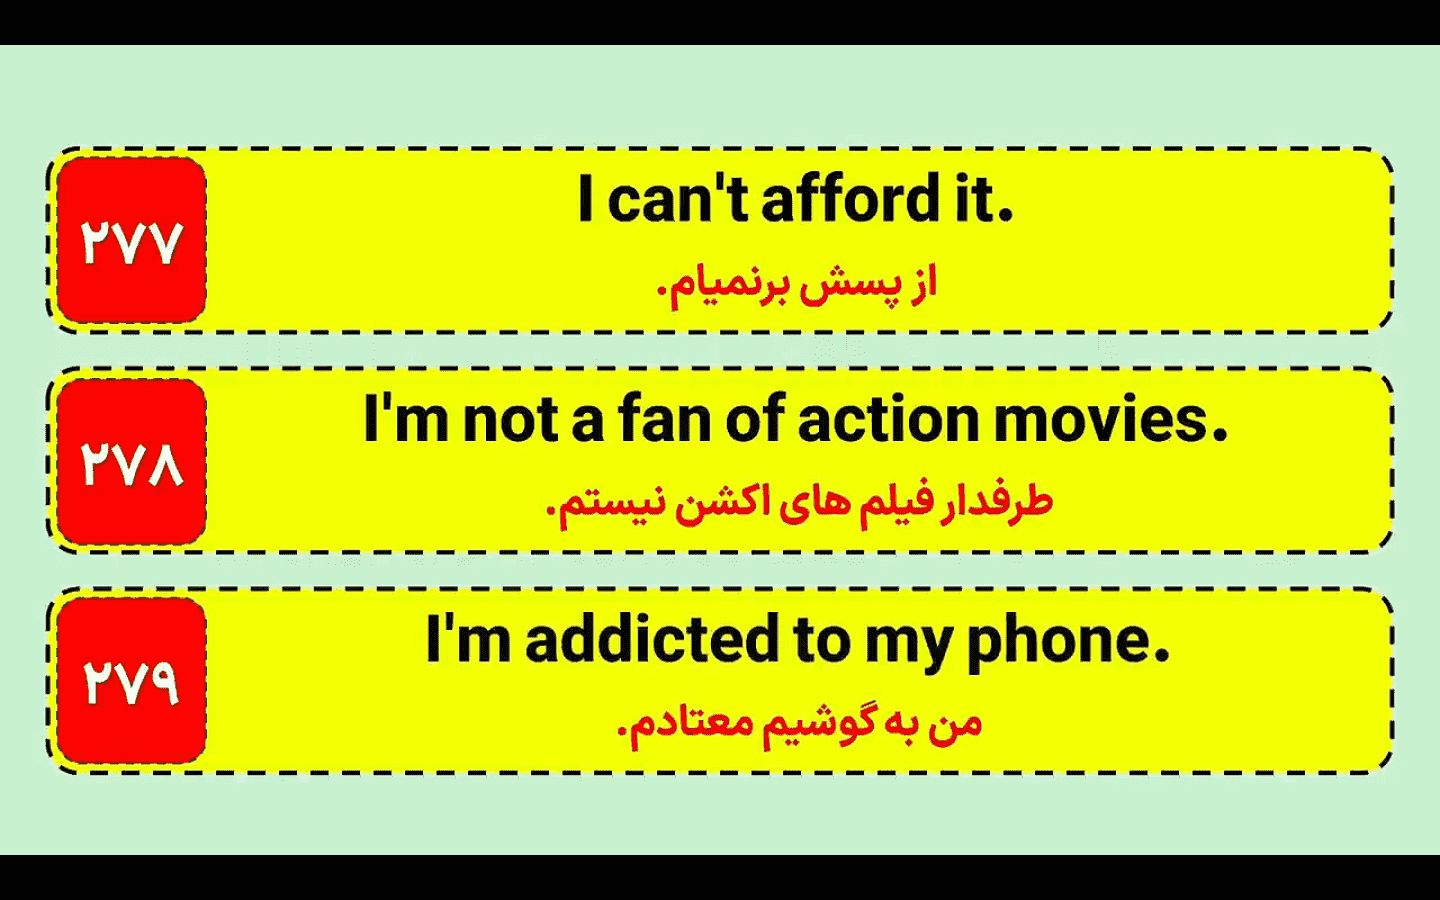 ۲۷۷
I can't afford it.
از پسش برنمیام.
۲۷۸
I'm not a fan of action movies.
طرفدار فیلم های اکشن نیستم.
۲۷۹
I'm addicted to my phone.
من به گوشیم معتادم.